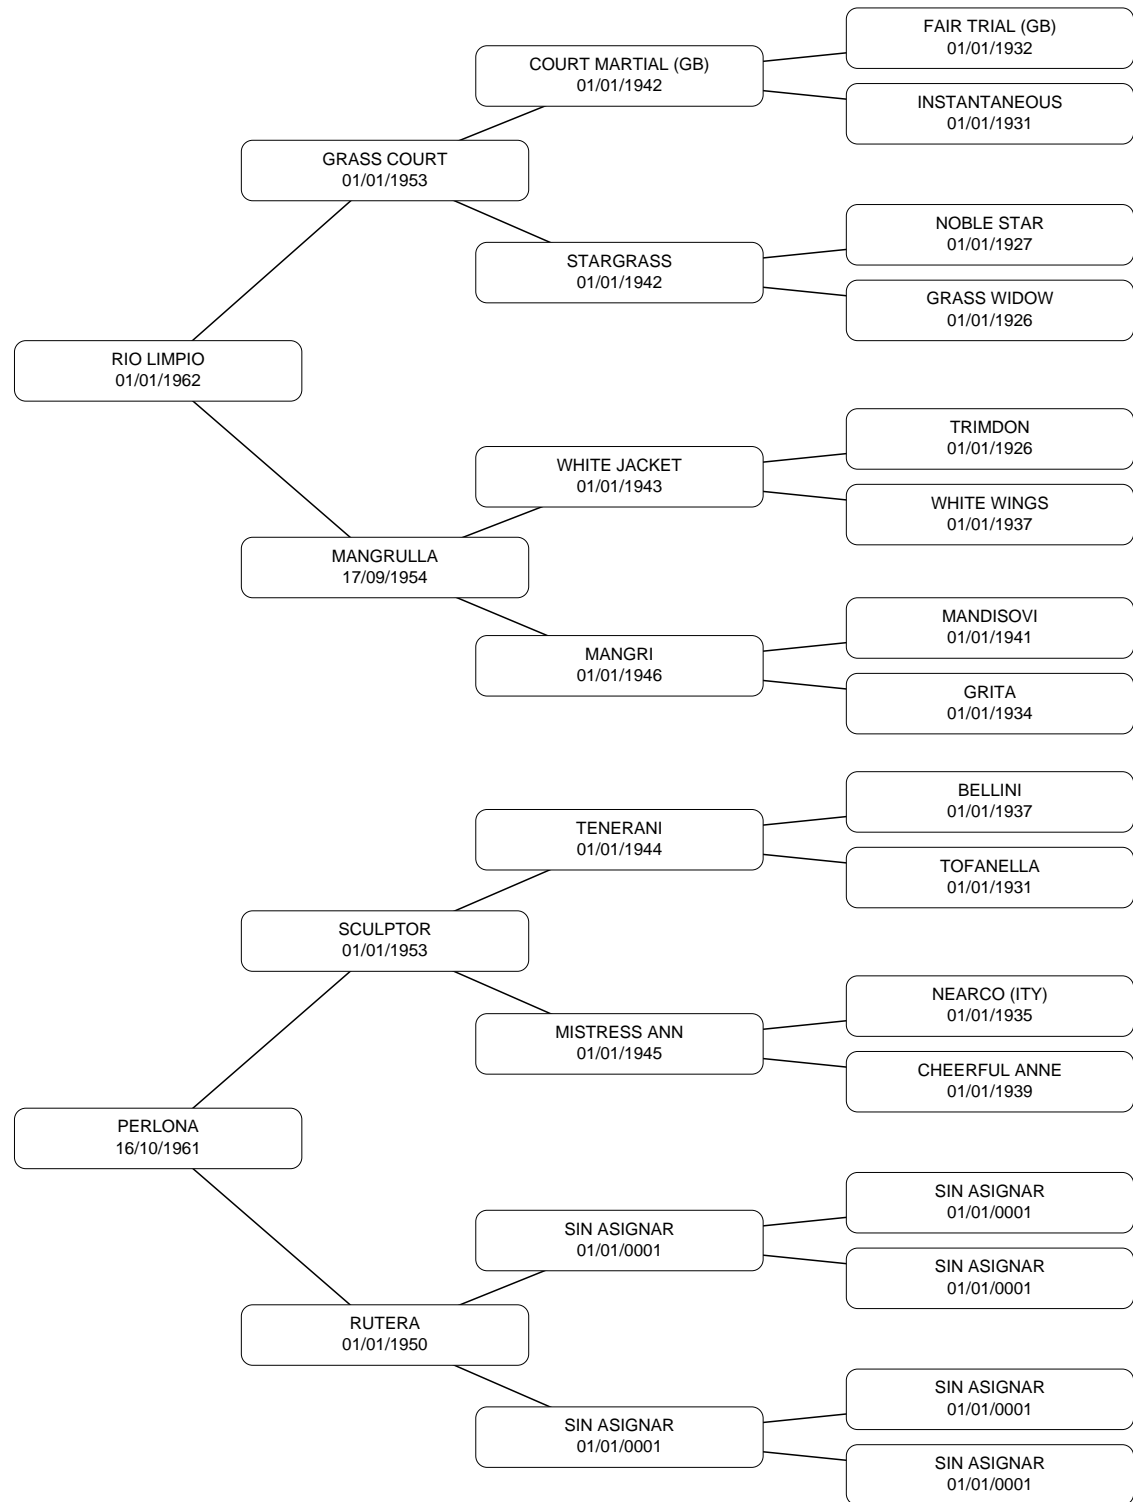 FAIR TRIAL (GB)
01/01/1932
COURT MARTIAL (GB)
01/01/1942
INSTANTANEOUS
01/01/1931
GRASS COURT
01/01/1953
NOBLE STAR
01/01/1927
STARGRASS
01/01/1942
GRASS WIDOW
01/01/1926
RIO LIMPIO
01/01/1962
TRIMDON
01/01/1926
WHITE JACKET
01/01/1943
WHITE WINGS
01/01/1937
MANGRULLA
17/09/1954
MANDISOVI
01/01/1941
MANGRI
01/01/1946
GRITA
01/01/1934
BELLINI
01/01/1937
TENERANI
01/01/1944
TOFANELLA
01/01/1931
SCULPTOR
01/01/1953
NEARCO (ITY)
01/01/1935
MISTRESS ANN
01/01/1945
CHEERFUL ANNE
01/01/1939
PERLONA
16/10/1961
SIN ASIGNAR
01/01/0001
SIN ASIGNAR
01/01/0001
SIN ASIGNAR
01/01/0001
RUTERA
01/01/1950
SIN ASIGNAR
01/01/0001
SIN ASIGNAR
01/01/0001
SIN ASIGNAR
01/01/0001